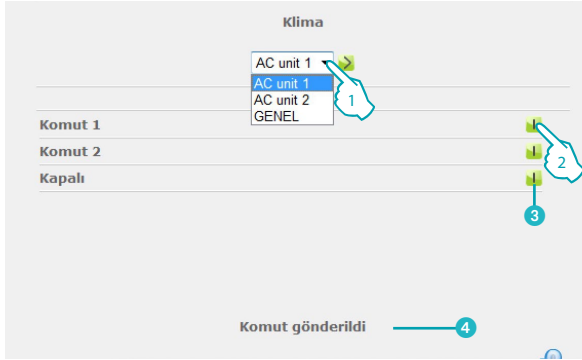 Klima
AC unit 1
AC unit 1
AC unit 2
GENEL
1
Komut 1
Komut 2
2
Kapalı
3
Komut gönderildi
4